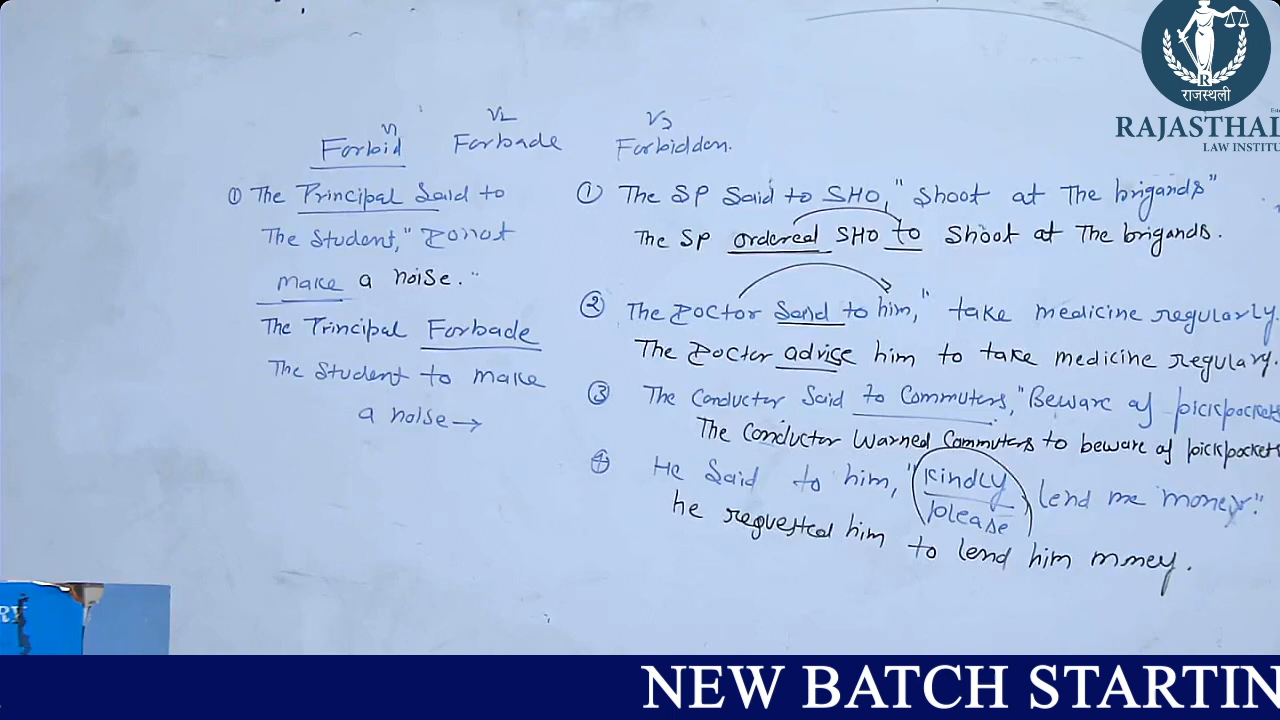 राजस्थली
RAJASTHAL
LAW INSTITU
V1 V2 V3
Forbid Forbade Forbidden.
① The Principal Said to
The Student, "Donot
make a noise."
The Principal Forbade
The Student to make
a noise →
① The SP Said to SHO, "Shoot at The brigands"
The SP ordered SHO to Shoot at The brigands.
② The Doctor Said to him, "take medicine regularly.
The Doctor advise him to take medicine regulary.
③ The Conductor Said to Commuters, "Beware of pickpockets
The Conductor Warned Commuters to beware of pickpockets
④ He Said to him, "Kindly/please, lend me money."
he requested him to lend him money.
RY
NEW BATCH STARTIN